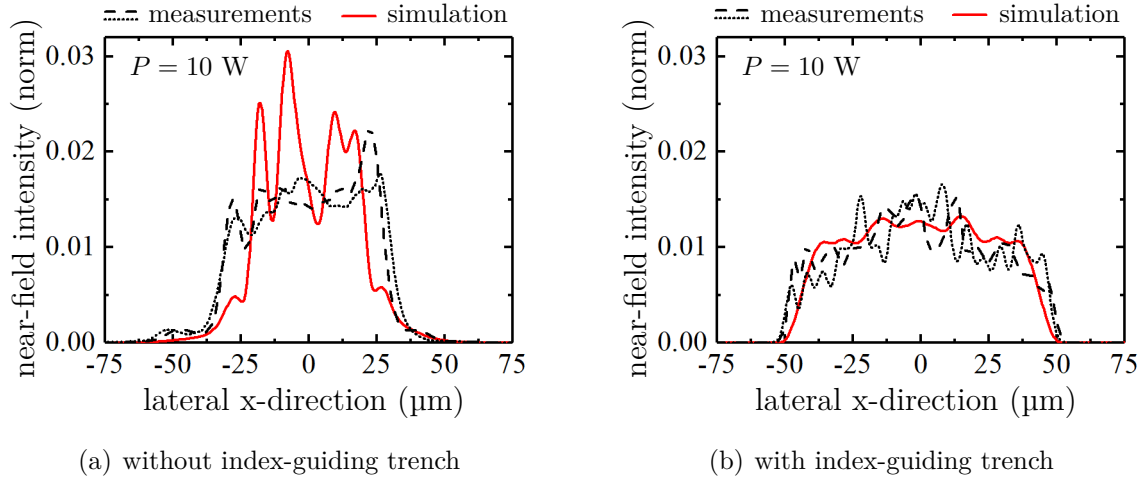 measurements simulation
near-field intensity (norm)
P = 10 W
0.03
0.02
0.01
0.00
-75 -50 -25 0 25 50 75
lateral x-direction (µm)
(a) without index-guiding trench
measurements simulation
near-field intensity (norm)
P = 10 W
0.03
0.02
0.01
0.00
-75 -50 -25 0 25 50 75
lateral x-direction (µm)
(b) with index-guiding trench